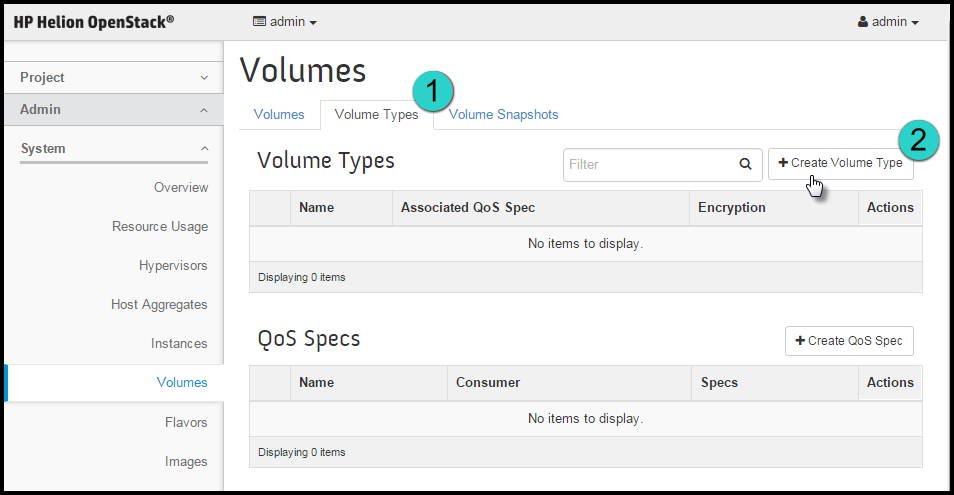 HP Helion OpenStack®
admin
admin
Project
Admin
System
Overview
Resource Usage
Hypervisors
Host Aggregates
Instances
Volumes
Flavors
Images
Volumes
1
Volumes
Volume Types
Volume Snapshots
2
Volume Types
Filter
+ Create Volume Type
Name Associated QoS Spec Encryption Actions
No items to display.
Displaying 0 items
QoS Specs
+ Create QoS Spec
Name Consumer Specs Actions
No items to display.
Displaying 0 items